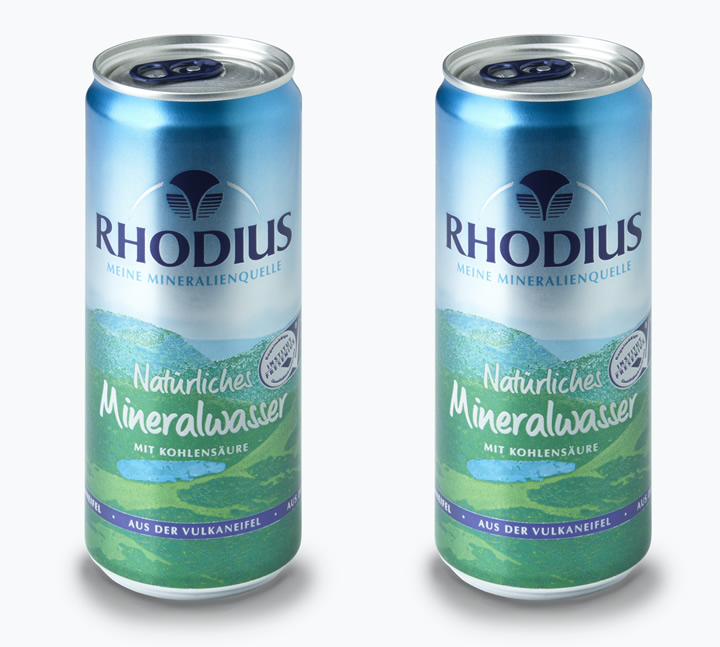 RHODIUS
MEINE MINERALIENQUELLE
Natürliches
Mineralwasser
MIT KOHLENSÄURE
AUS DER VULKANEIFEL
RHODIUS
MEINE MINERALIENQUELLE
Natürliches
Mineralwasser
MIT KOHLENSÄURE
AUS DER VULKANEIFEL